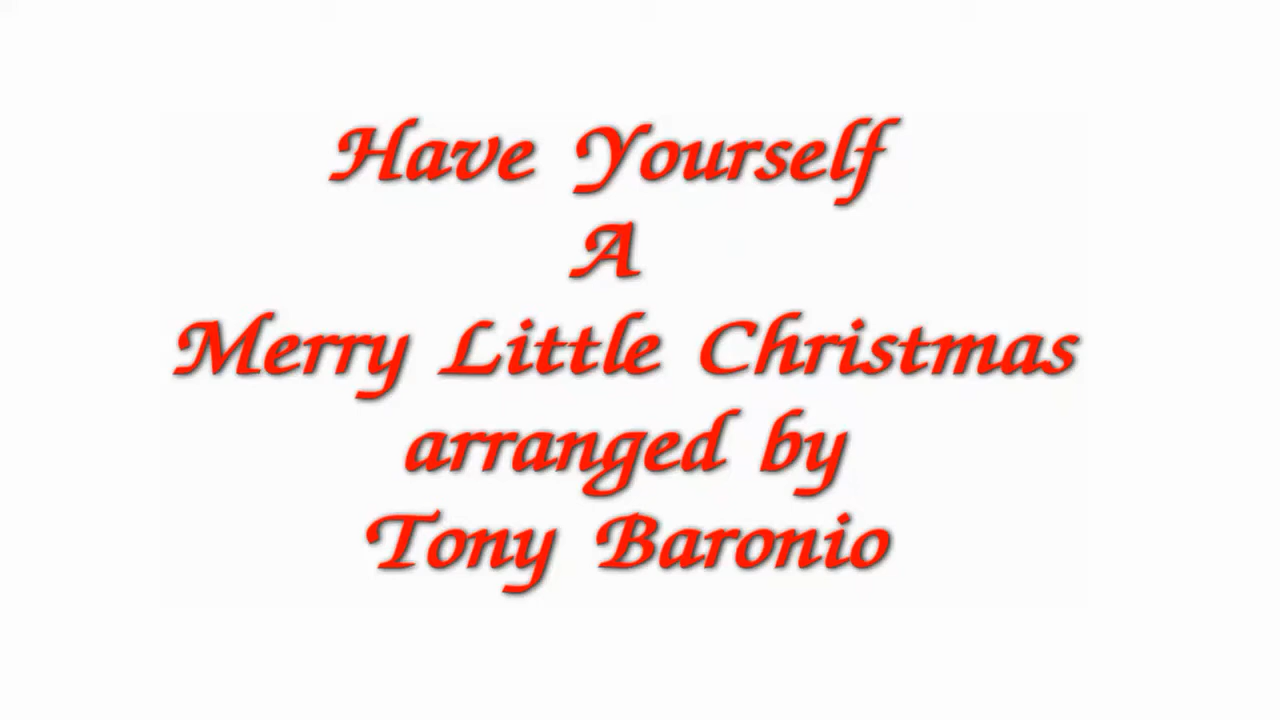 Have Yourself
A
Merry Little Christmas
arranged by
Tony Baronio